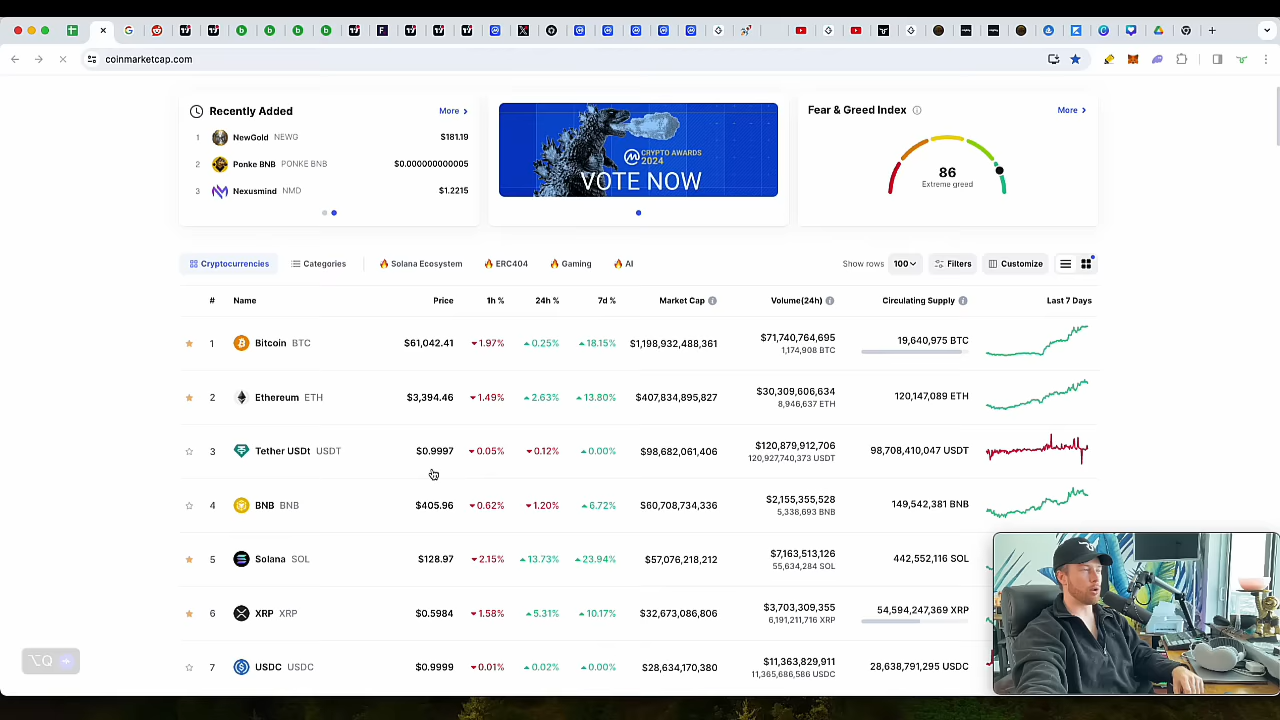 coinmarketcap.com
Recently Added More >
1 NewGold NEWG $181.19
2 Ponke BNB PONKE BNB $0.000000000005
3 Nexusmind NMD $1.2215
CRYPTO AWARDS
2024
VOTE NOW
Fear & Greed Index More >
86
Extreme greed
Cryptocurrencies Categories Solana Ecosystem ERC404 Gaming AI Show rows 100 Filters Customize
# Name Price 1h % 24h % 7d % Market Cap Volume(24h) Circulating Supply Last 7 Days
1 Bitcoin BTC $61,042.41 1.97% 0.25% 18.15% $1,198,932,488,361 $71,740,764,695 19,640,975 BTC
1,174,908 BTC
2 Ethereum ETH $3,394.46 1.49% 2.63% 13.80% $407,834,895,827 $30,309,606,634 120,147,089 ETH
8,946,637 ETH
3 Tether USDt USDT $0.9997 0.05% 0.12% 0.00% $98,682,061,406 $120,879,912,706 98,708,410,047 USDT
120,927,740,373 USDT
4 BNB BNB $405.96 0.62% 1.20% 6.72% $60,708,734,336 $2,155,355,528 149,542,381 BNB
5,338,693 BNB
5 Solana SOL $128.97 2.15% 13.73% 23.94% $57,076,218,212 $7,163,513,126 442,552,116 SOL
55,634,284 SOL
6 XRP XRP $0.5984 1.58% 5.31% 10.17% $32,673,086,806 $3,703,309,355 54,594,247,369 XRP
6,191,211,716 XRP
7 USDC USDC $0.9999 0.01% 0.02% 0.00% $28,634,170,380 $11,363,829,911 28,638,791,295 USDC
11,365,686,586 USDC
⌥Q